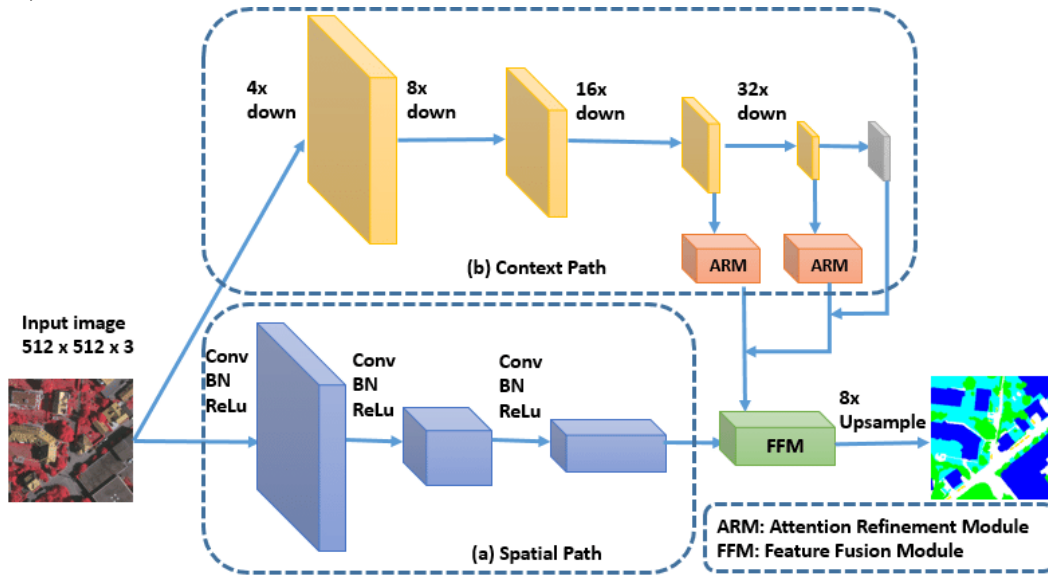 4x
down
8x
down
16x
down
32x
down
ARM
ARM
(b) Context Path
Input image
512 x 512 x 3
Conv
BN
ReLu
Conv
BN
ReLu
Conv
BN
ReLu
8x
Upsample
FFM
(a) Spatial Path
ARM: Attention Refinement Module
FFM: Feature Fusion Module